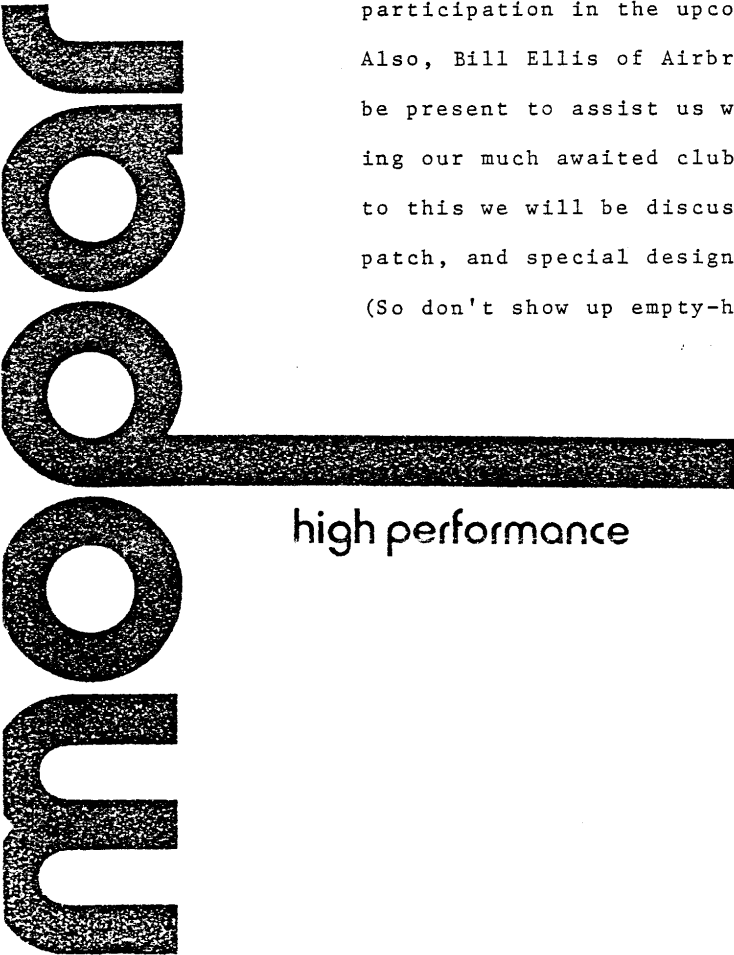 participation in the upco
Also, Bill Ellis of Airbr
be present to assist us w
ing our much awaited club
to this we will be discus
patch, and special design
(So don't show up empty-h
mopar
high performance